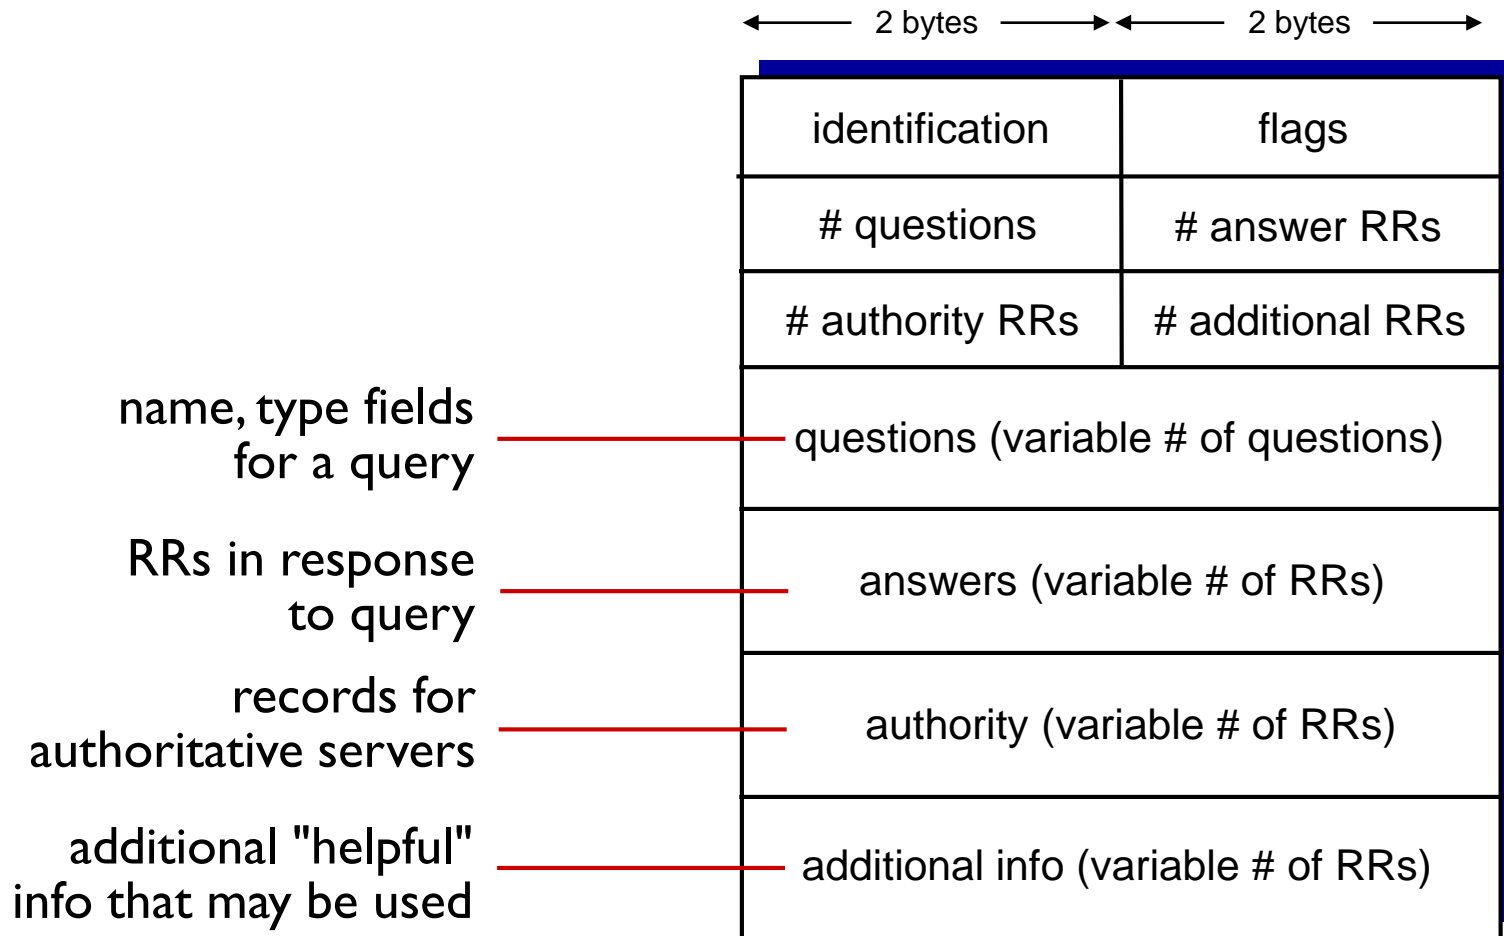 2 bytes 2 bytes
identification flags
# questions # answer RRs
# authority RRs # additional RRs
name, type fields
for a query
questions (variable # of questions)
RRs in response
to query
answers (variable # of RRs)
records for
authoritative servers
authority (variable # of RRs)
additional "helpful"
info that may be used
additional info (variable # of RRs)